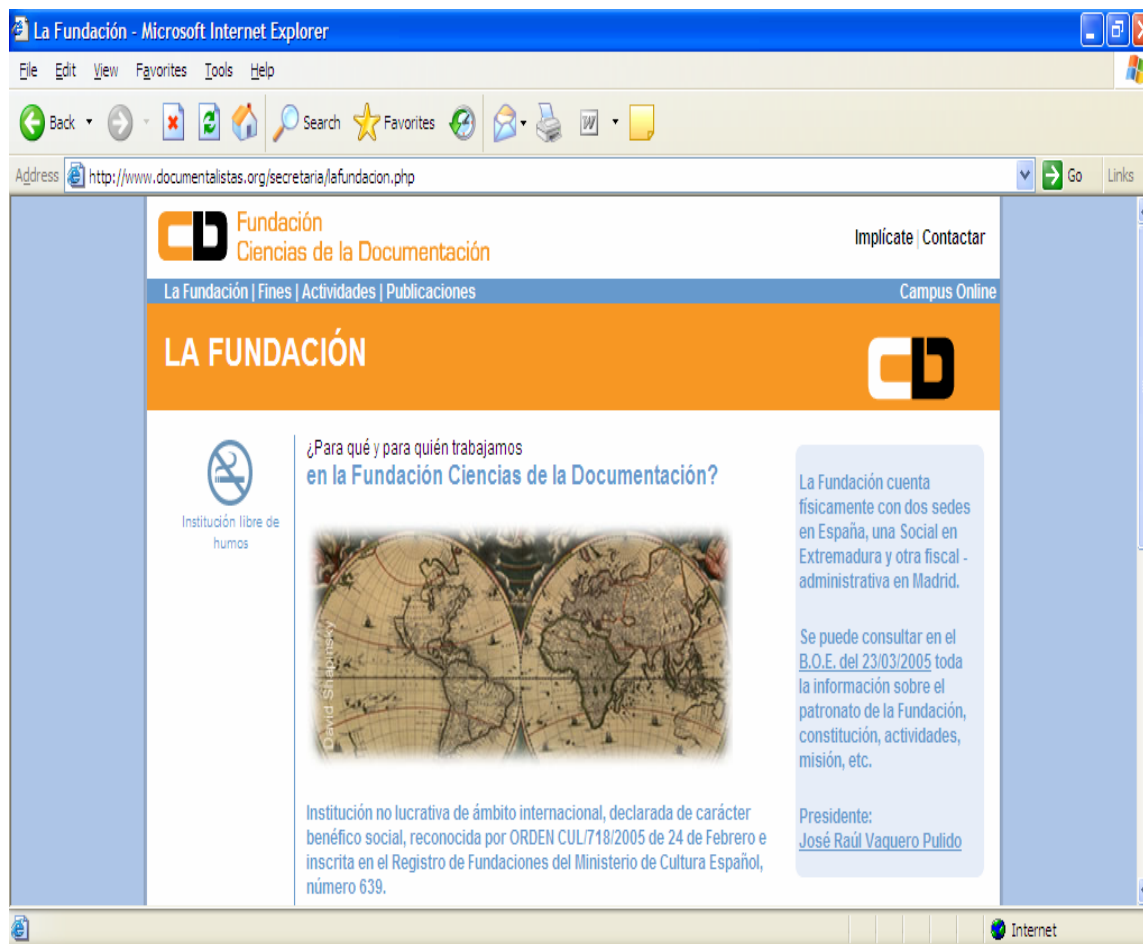 La Fundación - Microsoft Internet Explorer
File Edit View Favorites Tools Help
Back Search Favorites
Address http://www.documentalistas.org/secretaria/lafundacion.php Go Links
Fundación
Ciencias de la Documentación
Implícate | Contactar
La Fundación | Fines | Actividades | Publicaciones Campus Online
LA FUNDACIÓN
Institución libre de
humos
¿Para qué y para quién trabajamos
en la Fundación Ciencias de la Documentación?
David Shapinsky
Institución no lucrativa de ámbito internacional, declarada de carácter
benéfico social, reconocida por ORDEN CUL/718/2005 de 24 de Febrero e
inscrita en el Registro de Fundaciones del Ministerio de Cultura Español,
número 639.
La Fundación cuenta
físicamente con dos sedes
en España, una Social en
Extremadura y otra fiscal -
administrativa en Madrid.
Se puede consultar en el
B.O.E. del 23/03/2005 toda
la información sobre el
patronato de la Fundación,
constitución, actividades,
misión, etc.
Presidente:
José Raúl Vaquero Pulido
Internet